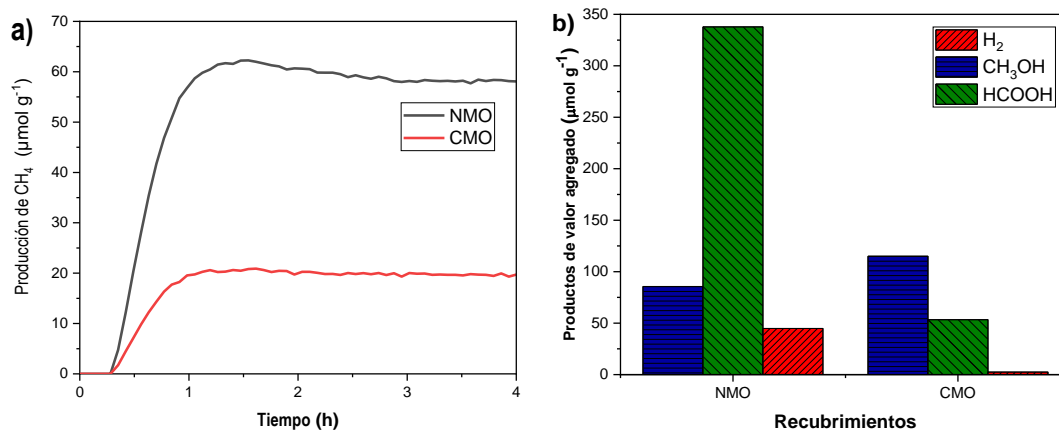 a)
Producción de CH₄ (µmol g⁻¹)
70
60
50
40
30
20
10
0
NMO
CMO
0
1
2
3
4
Tiempo (h)
b)
Productos de valor agregado (µmol g⁻¹)
350
300
250
200
150
100
50
0
H₂
CH₃OH
HCOOH
NMO
CMO
Recubrimientos